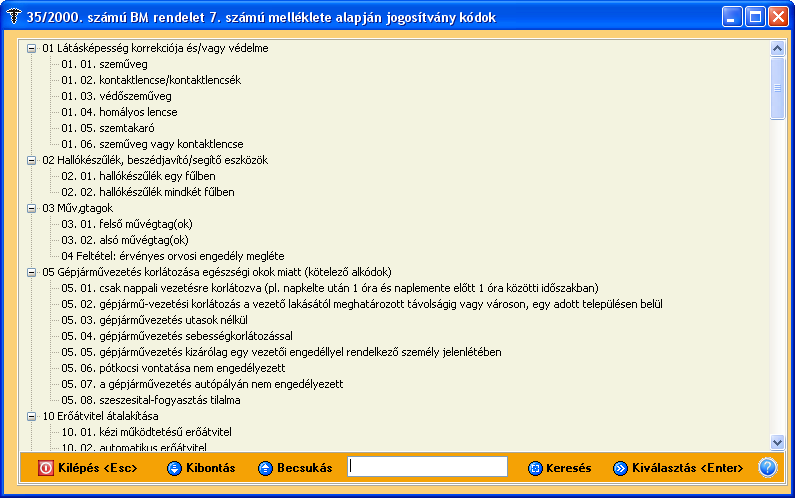 35/2000. számú BM rendelet 7. számú melléklete alapján jogosítvány kódok
01 Látásképesség korrekciója és/vagy védelme
01. 01. szemüveg
01. 02. kontaktlencse/kontaktlencsék
01. 03. védőszemüveg
01. 04. homályos lencse
01. 05. szemtakaró
01. 06. szemüveg vagy kontaktlencse
02 Hallókészűlék, beszédjavító/segítő eszközök
02. 01. hallókészűlék egy fűlben
02. 02. hallókészűlék mindkét fűlben
03 Műv‚gtagok
03. 01. felső művégtag(ok)
03. 02. alsó művégtag(ok)
04 Feltétel: érvényes orvosi engedély megléte
05 Gépjárművezetés korlátozása egészségi okok miatt (kötelező alkódok)
05. 01. csak nappali vezetésre korlátozva (pl. napkelte után 1 óra és naplemente előtt 1 óra közötti időszakban)
05. 02. gépjármű-vezetési korlátozás a vezető lakásától meghatározott távolságig vagy városon, egy adott településen belül
05. 03. gépjárművezetés utasok nélkül
05. 04. gépjárművezetés sebességkorlátozással
05. 05. gépjárművezetés kizárólag egy vezetői engedéllyel rendelkező személy jelenlétében
05. 06. pótkocsi vontatása nem engedélyezett
05. 07. a gépjárművezetés autópályán nem engedélyezett
05. 08. szeszesital-fogyasztás tilalma
10 Erőátvitel átalakítása
10. 01. kézi működtetésű erőátvitel
10. 02. automatikus erőátvitel
Kilépés <Esc> Kibontás Becsukás Keresés Kiválasztás <Enter> ?